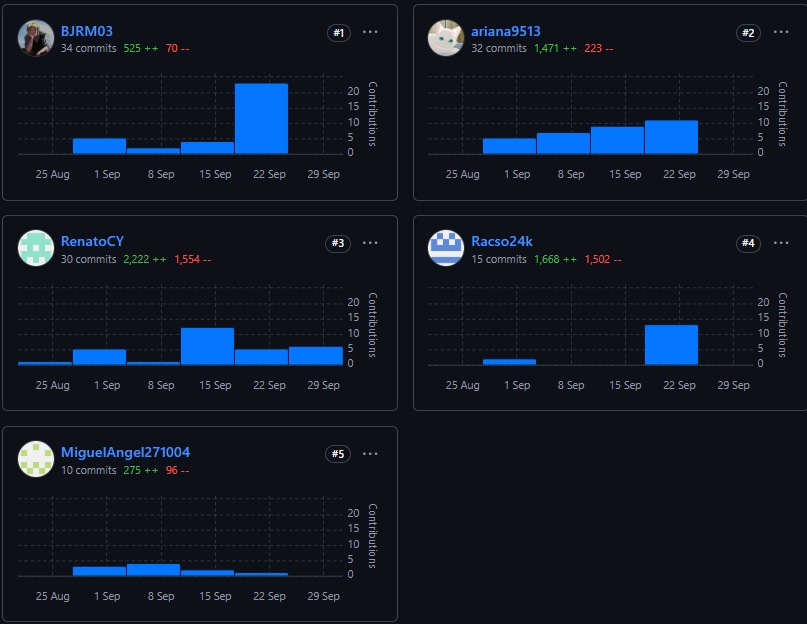 BJRM03 #1 ···
34 commits 525 ++ 70 --
20
15
10
5
0
Contributions
25 Aug 1 Sep 8 Sep 15 Sep 22 Sep 29 Sep
ariana9513 #2 ···
32 commits 1,471 ++ 223 --
20
15
10
5
0
Contributions
25 Aug 1 Sep 8 Sep 15 Sep 22 Sep 29 Sep
RenatoCY #3 ···
30 commits 2,222 ++ 1,554 --
20
15
10
5
0
Contributions
25 Aug 1 Sep 8 Sep 15 Sep 22 Sep 29 Sep
Racso24k #4 ···
15 commits 1,668 ++ 1,502 --
20
15
10
5
0
Contributions
25 Aug 1 Sep 8 Sep 15 Sep 22 Sep 29 Sep
MiguelAngel271004 #5 ···
10 commits 275 ++ 96 --
20
15
10
5
0
Contributions
25 Aug 1 Sep 8 Sep 15 Sep 22 Sep 29 Sep